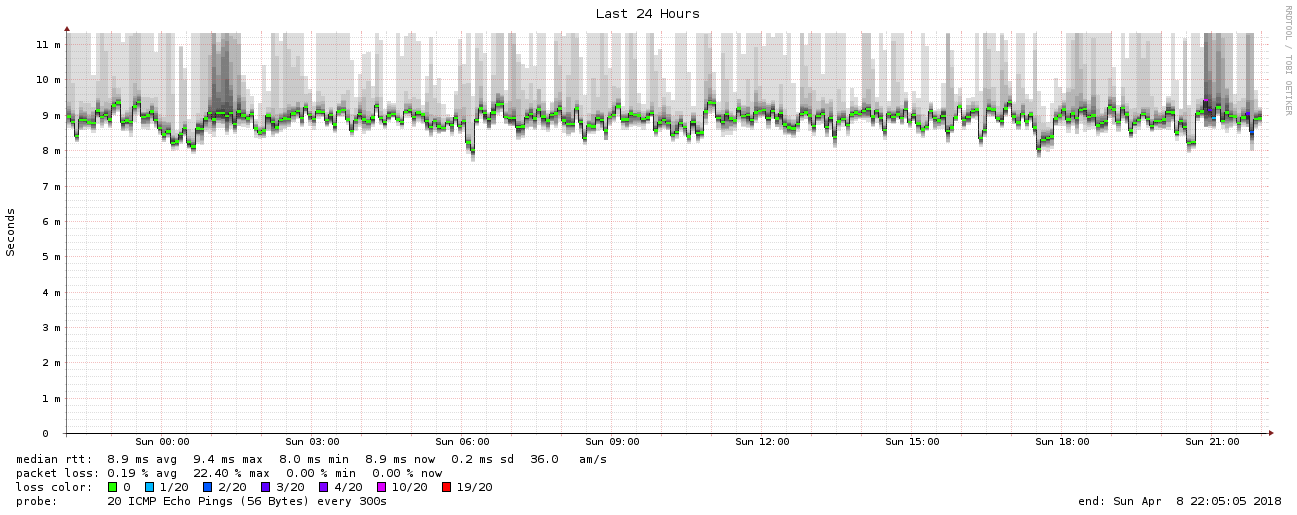 Last 24 Hours
RRDTOOL / TOBI OETIKER
Seconds
11 m
10 m
9 m
8 m
7 m
6 m
5 m
4 m
3 m
2 m
1 m
0
Sun 00:00 Sun 03:00 Sun 06:00 Sun 09:00 Sun 12:00 Sun 15:00 Sun 18:00 Sun 21:00
median rtt: 8.9 ms avg 9.4 ms max 8.0 ms min 8.9 ms now 0.2 ms sd 36.0 am/s
packet loss: 0.19 % avg 22.40 % max 0.00 % min 0.00 % now
loss color: 0 1/20 2/20 3/20 4/20 10/20 19/20
probe: 20 ICMP Echo Pings (56 Bytes) every 300s end: Sun Apr 8 22:05:05 2018